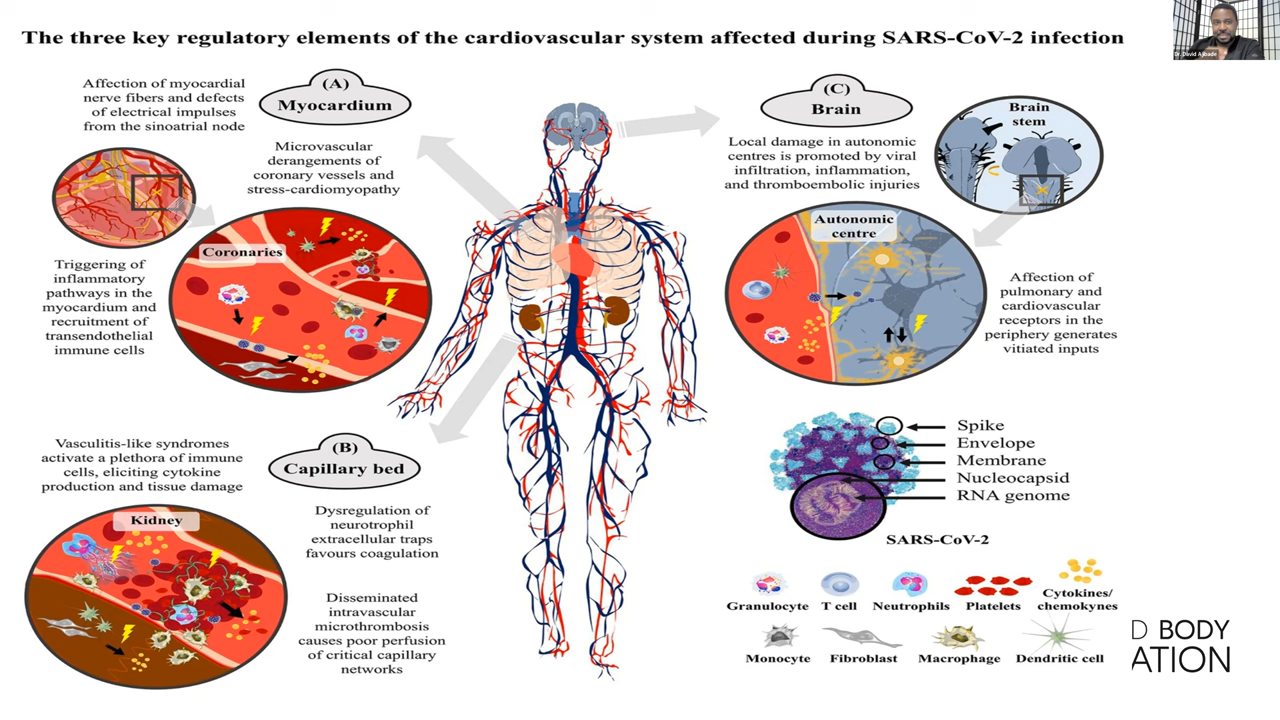 The three key regulatory elements of the cardiovascular system affected during SARS-CoV-2 infection
Dr. David Ajibade
Affection of myocardial
nerve fibers and defects
of electrical impulses
from the sinoatrial node
(A)
Myocardium
Microvascular
derangements of
coronary vessels and
stress-cardiomyopathy
Coronaries
Triggering of
inflammatory
pathways in the
myocardium and
recruitment of
transendothelial
immune cells
(C)
Brain
Local damage in autonomic
centres is promoted by viral
infiltration, inflammation,
and thromboembolic injuries
Brain
stem
Autonomic
centre
Affection of
pulmonary and
cardiovascular
receptors in the
periphery generates
vitiated inputs
Vasculitis-like syndromes
activate a plethora of immune
cells, eliciting cytokine
production and tissue damage
(B)
Capillary bed
Kidney
Dysregulation of
neurotrophil
extracellular traps
favours coagulation
Disseminated
intravascular
microthrombosis
causes poor perfusion
of critical capillary
networks
Spike
Envelope
Membrane
Nucleocapsid
RNA genome
SARS-CoV-2
Granulocyte
T cell
Neutrophils
Platelets
Cytokines/
chemokynes
Monocyte
Fibroblast
Macrophage
Dendritic cell
D BODY
ATION